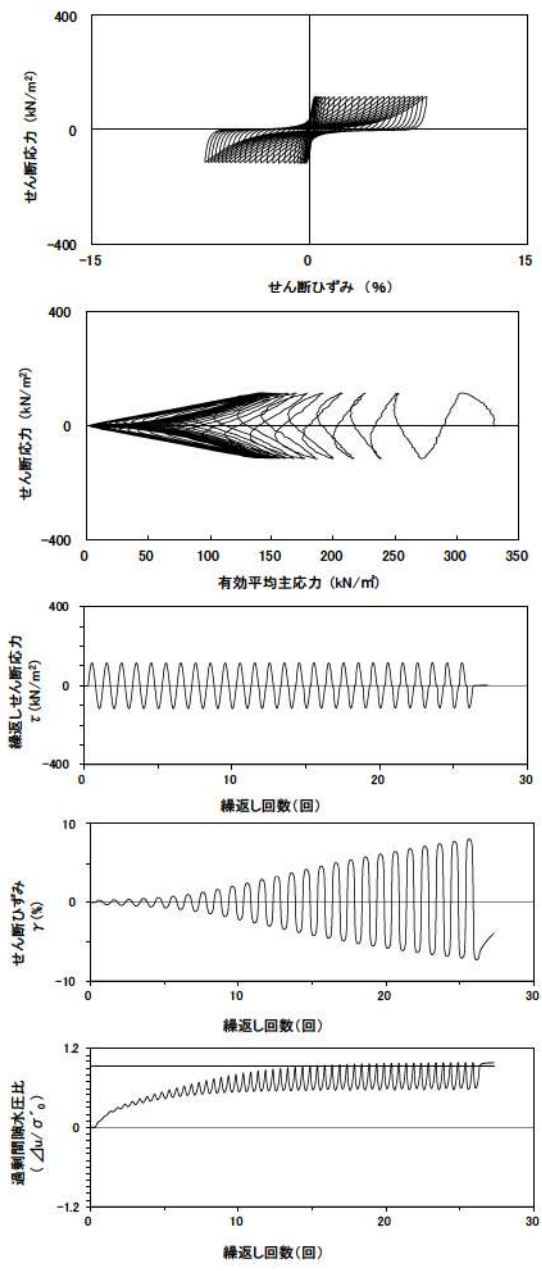 400
0
-400
せん断応力 (kN/m²)
-15
0
15
せん断ひずみ (%)
400
0
-400
せん断応力 (kN/m²)
0
50
100
150
200
250
300
350
有効平均主応力 (kN/㎡)
400
0
-400
繰返しせん断応力
τ(kN/m²)
0
10
20
30
繰返し回数(回)
10
0
-10
せん断ひずみ
γ(%)
0
10
20
30
繰返し回数(回)
1.2
0
-1.2
過剰間隙水圧比
(⊿u/σ´₀)
0
10
20
30
繰返し回数(回)